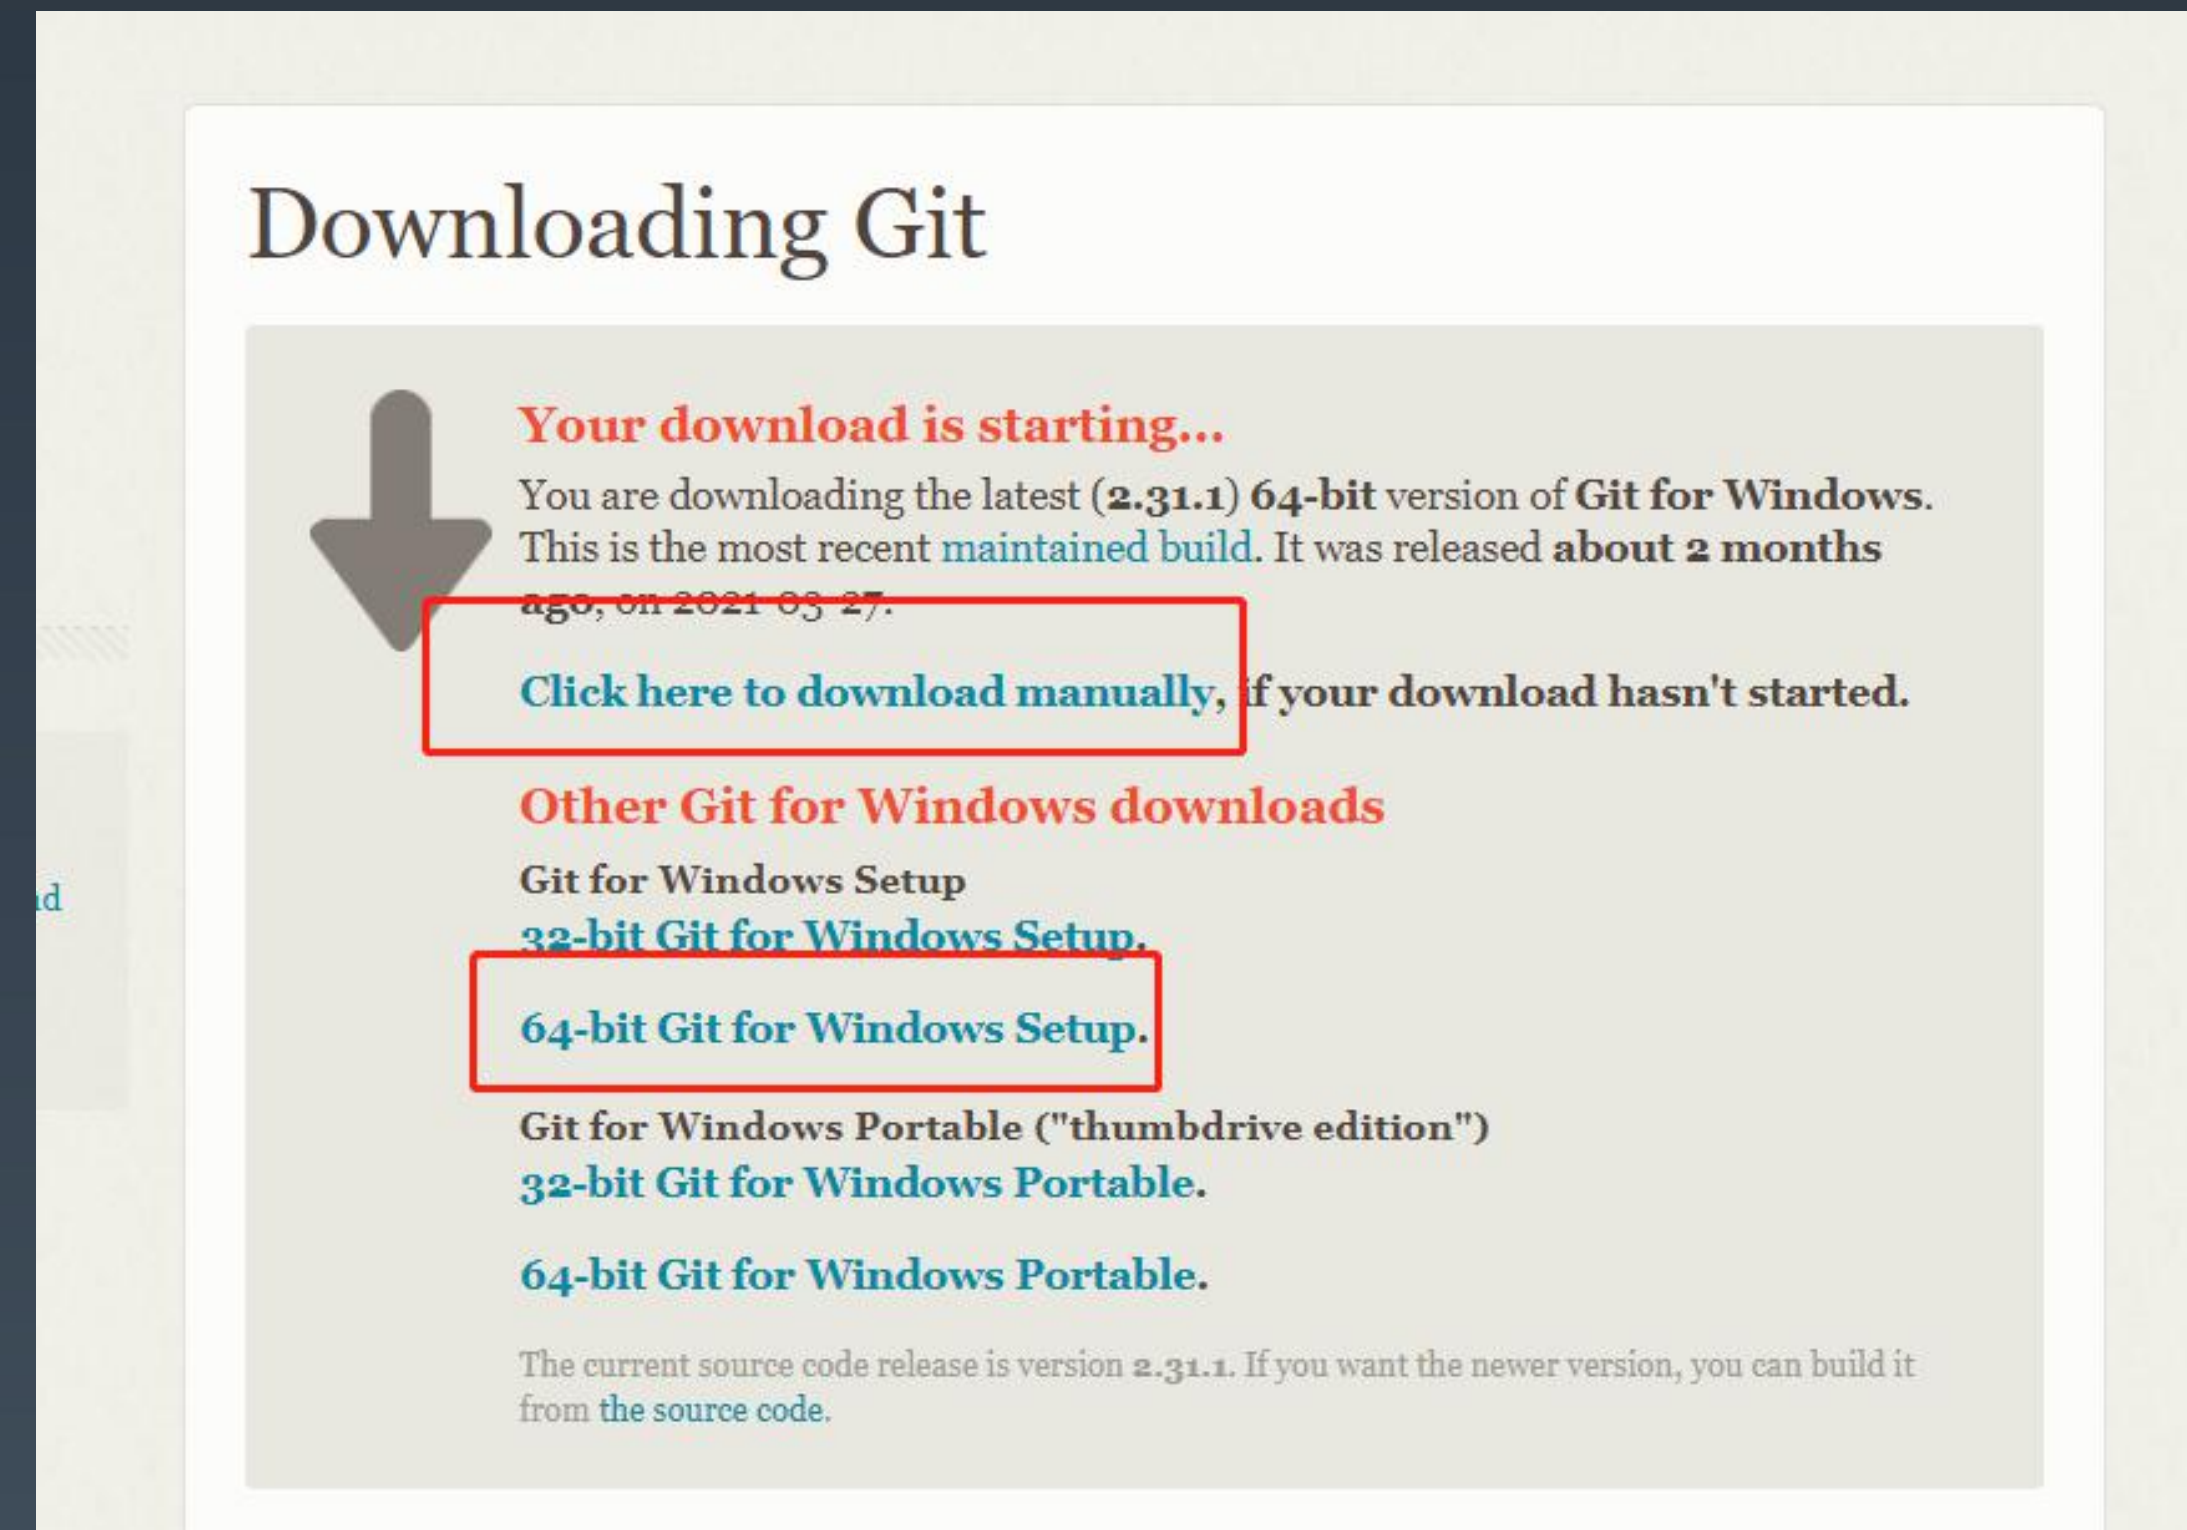 Downloading Git
Your download is starting...
You are downloading the latest (2.31.1) 64-bit version of Git for Windows.
This is the most recent maintained build. It was released about 2 months
ago, on 2021-03-27.
Click here to download manually, if your download hasn't started.
Other Git for Windows downloads
Git for Windows Setup
32-bit Git for Windows Setup.
64-bit Git for Windows Setup.
Git for Windows Portable ("thumbdrive edition")
32-bit Git for Windows Portable.
64-bit Git for Windows Portable.
The current source code release is version 2.31.1. If you want the newer version, you can build it
from the source code.